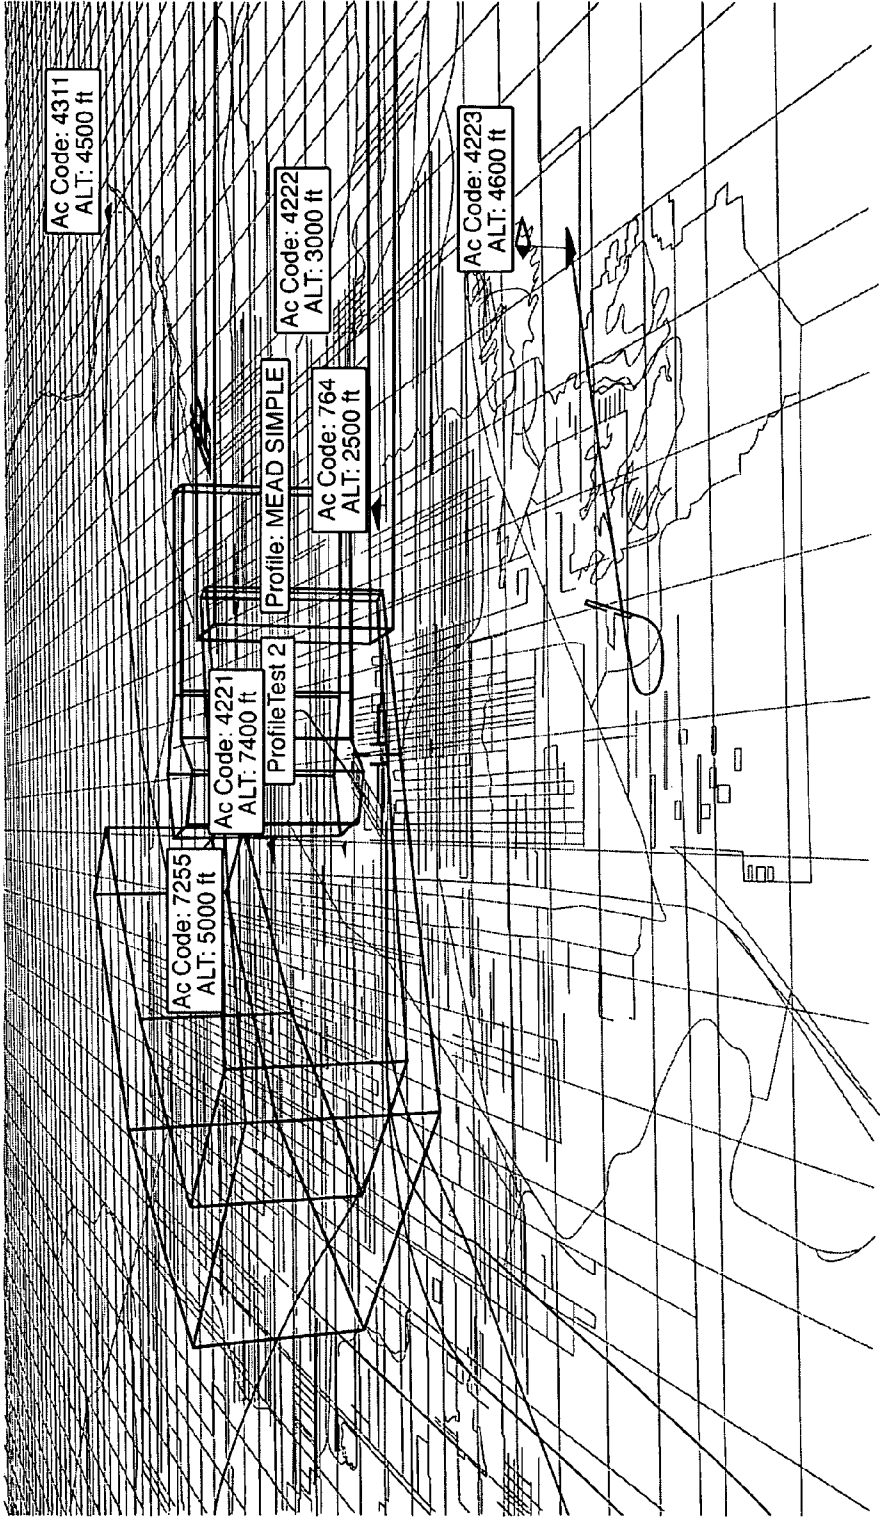 Ac Code: 7255
ALT: 5000 ft
Ac Code: 4221
ALT: 7400 ft
Profile Test 2
Profile: MEAD SIMPLE
Ac Code: 764
ALT: 2500 ft
Ac Code: 4222
ALT: 3000 ft
Ac Code: 4311
ALT: 4500 ft
Ac Code: 4223
ALT: 4600 ft